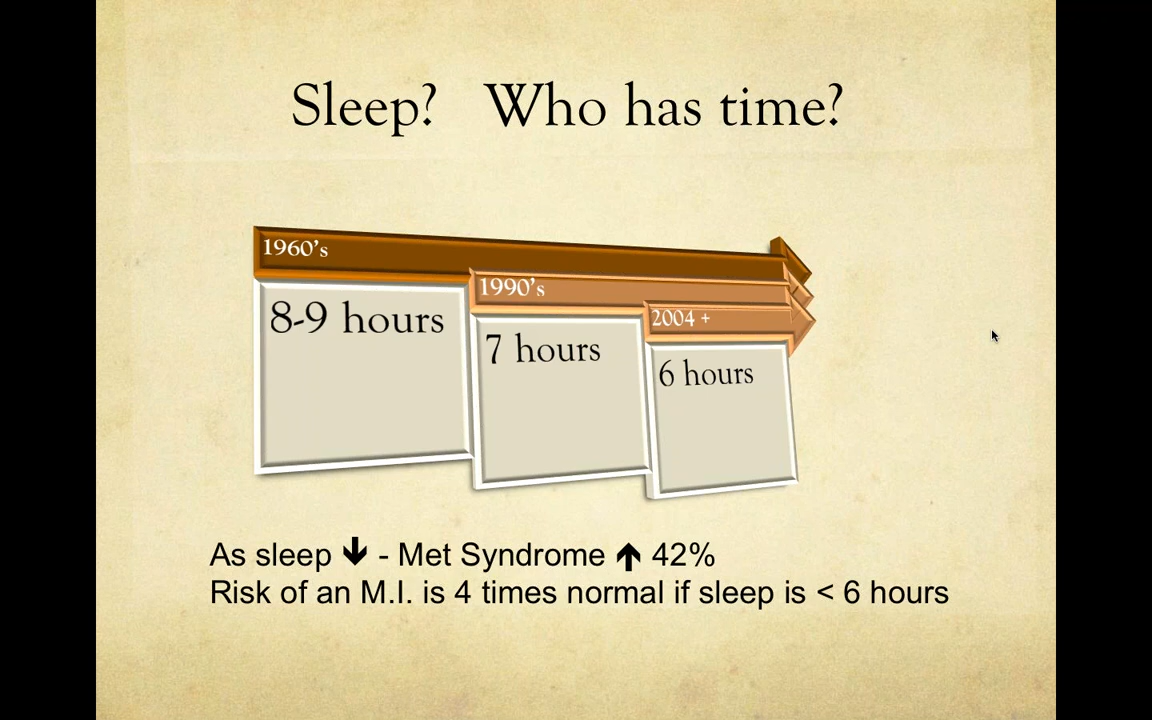 Sleep? Who has time?
1960's
8-9 hours
1990's
7 hours
2004 +
6 hours
As sleep 🡻 - Met Syndrome 🡹 42%
Risk of an M.I. is 4 times normal if sleep is < 6 hours